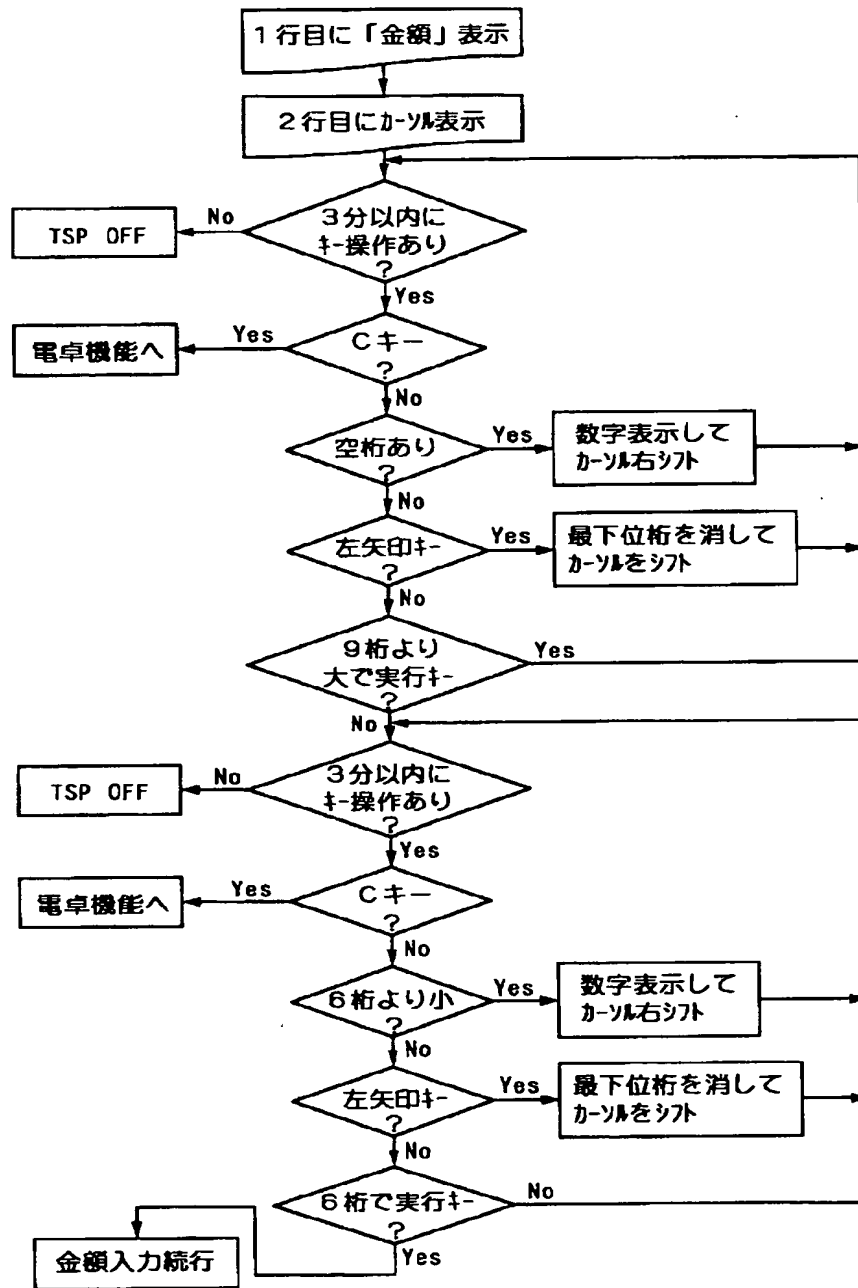 1行目に「金額」表示
2行目にｶｰｿﾙ表示
3分以内に
ｷｰ操作あり
?
No
TSP OFF
Yes
Cキー
?
Yes
電卓機能へ
No
空桁あり
?
Yes
数字表示して
ｶｰｿﾙ右ｼﾌﾄ
No
左矢印ｷｰ
?
Yes
最下位桁を消して
ｶｰｿﾙをｼﾌﾄ
No
9桁より
大で実行ｷｰ
?
Yes
No
3分以内に
ｷｰ操作あり
?
No
TSP OFF
Yes
Cキー
?
Yes
電卓機能へ
No
6桁より小
?
Yes
数字表示して
ｶｰｿﾙ右ｼﾌﾄ
No
左矢印ｷｰ
?
Yes
最下位桁を消して
ｶｰｿﾙをｼﾌﾄ
No
6桁で実行ｷｰ
?
No
Yes
金額入力続行